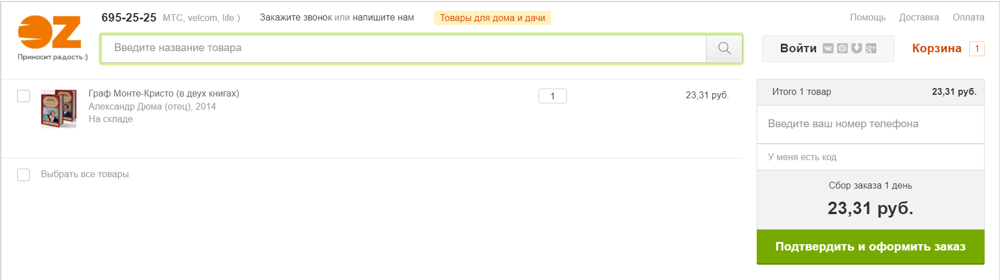 OZ
Приносит радость :)
695-25-25 МТС, velcom, life:) Закажите звонок или напишите нам Товары для дома и дачи
Помощь Доставка Оплата
Введите название товара
Войти
Корзина 1
Граф Монте-Кристо (в двух книгах) 1 23,31 руб.
Александр Дюма (отец), 2014
На складе
Выбрать все товары
Итого 1 товар 23,31 руб.
Введите ваш номер телефона
У меня есть код
Сбор заказа 1 день
23,31 руб.
Подтвердить и оформить заказ